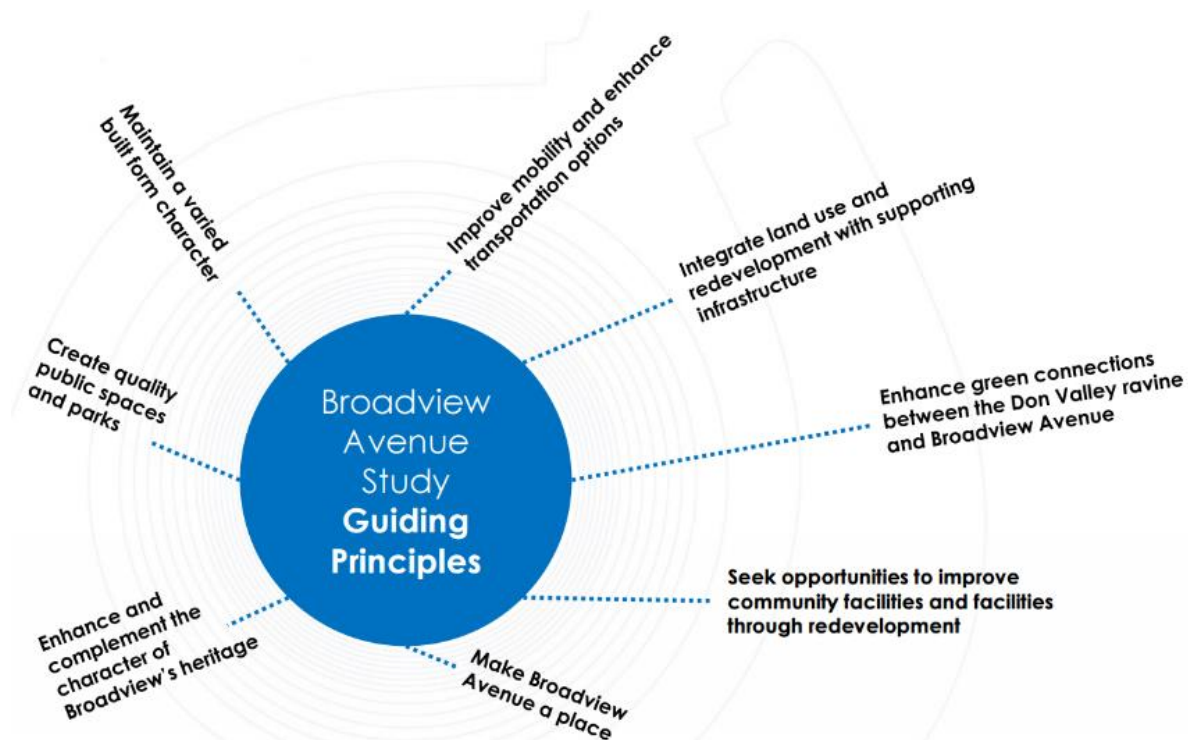 Broadview
Avenue
Study
Guiding
Principles
Maintain a varied
built form character
Improve mobility and enhance
transportation options
Integrate land use and
redevelopment with supporting
infrastructure
Enhance green connections
between the Don Valley ravine
and Broadview Avenue
Seek opportunities to improve
community facilities and facilities
through redevelopment
Make Broadview
Avenue a place
Enhance and
complement the
character of
Broadview's heritage
Create quality
public spaces
and parks